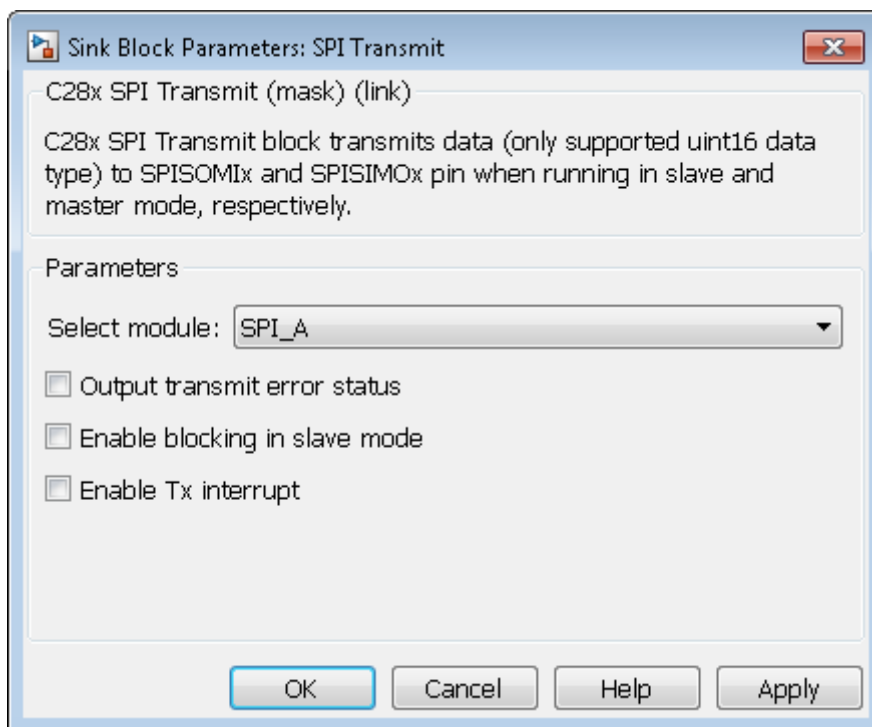 Sink Block Parameters: SPI Transmit
C28x SPI Transmit (mask) (link)
C28x SPI Transmit block transmits data (only supported uint16 data
type) to SPISOMIx and SPISIMOx pin when running in slave and
master mode, respectively.
Parameters
Select module: SPI_A
Output transmit error status
Enable blocking in slave mode
Enable Tx interrupt
OK Cancel Help Apply